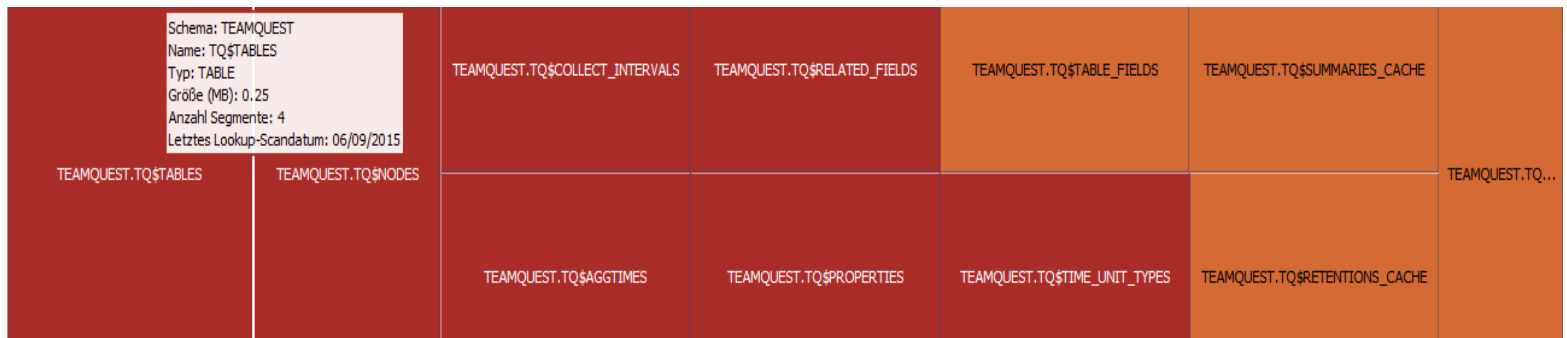 Schema: TEAMQUEST
Name: TQ$TABLES
Typ: TABLE
Größe (MB): 0.25
Anzahl Segmente: 4
Letztes Lookup-Scandatum: 06/09/2015
TEAMQUEST.TQ$TABLES
TEAMQUEST.TQ$NODES
TEAMQUEST.TQ$COLLECT_INTERVALS
TEAMQUEST.TQ$RELATED_FIELDS
TEAMQUEST.TQ$TABLE_FIELDS
TEAMQUEST.TQ$SUMMARIES_CACHE
TEAMQUEST.TQ$AGGTIMES
TEAMQUEST.TQ$PROPERTIES
TEAMQUEST.TQ$TIME_UNIT_TYPES
TEAMQUEST.TQ$RETENTIONS_CACHE
TEAMQUEST.TQ...